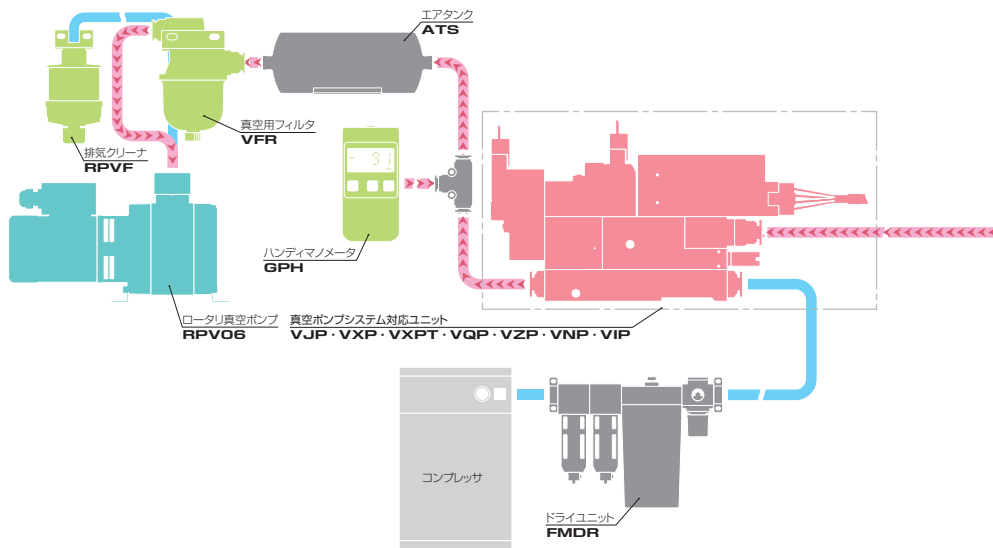 エアタンク
ATS
真空用フィルタ
VFR
排気クリーナ
RPVF
- 91
ハンディマノメータ
GPH
ロータリ真空ポンプ
RPV06
真空ポンプシステム対応ユニット
VJP・VXP・VXPT・VQP・VZP・VNP・VIP
コンプレッサ
ドライユニット
FMDR